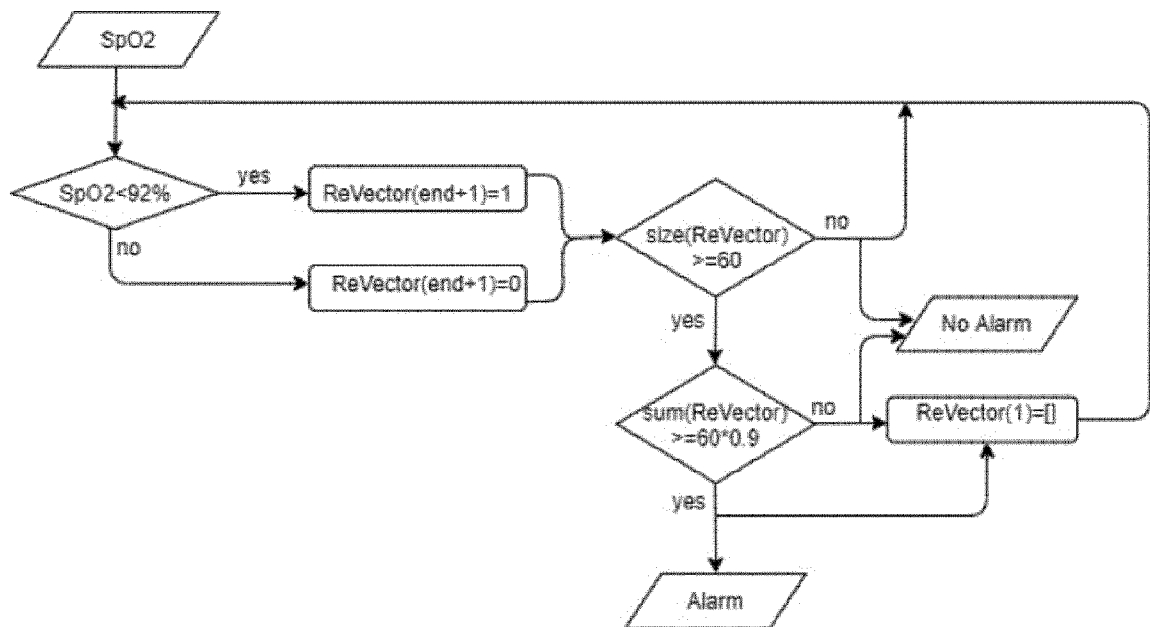 SpO2
SpO2<92%
yes
ReVector(end+1)=1
no
ReVector(end+1)=0
size(ReVector)
>=60
no
yes
No Alarm
sum(ReVector)
>=60*0.9
no
ReVector(1)=[]
yes
Alarm